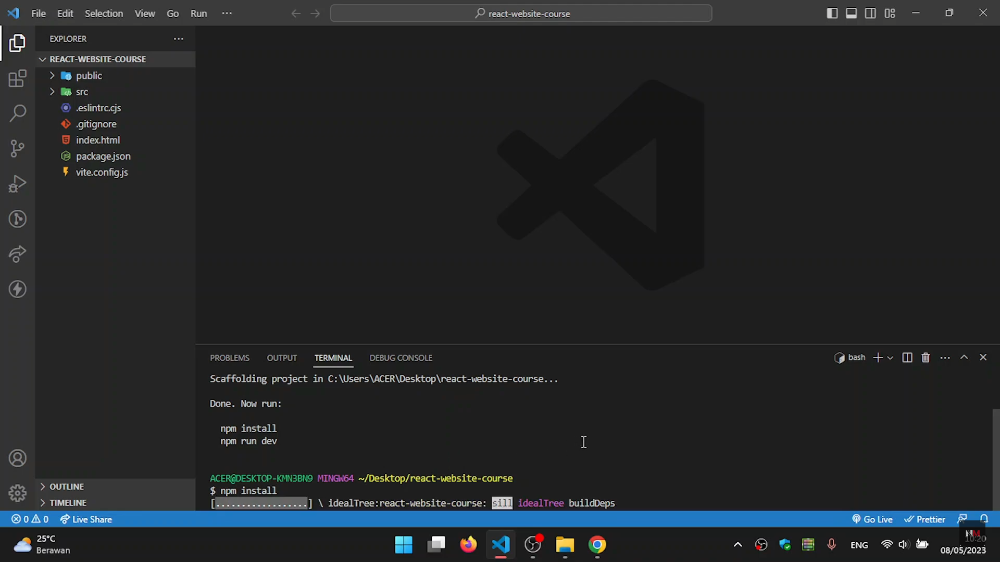 File Edit Selection View Go Run ···
react-website-course
EXPLORER
REACT-WEBSITE-COURSE
public
src
.eslintrc.cjs
.gitignore
index.html
package.json
vite.config.js
OUTLINE
TIMELINE
PROBLEMS OUTPUT TERMINAL DEBUG CONSOLE
bash
Scaffolding project in C:\Users\ACER\Desktop\react-website-course...
Done. Now run:
npm install
npm run dev
ACER@DESKTOP-KMN3BN9 MINGW64 ~/Desktop/react-website-course
$ npm install
[..................] \ idealTree:react-website-course: sill idealTree buildDeps
0 0 Live Share
Go Live Prettier
25°C
Berawan
ENG
NM
10:20
08/05/2023